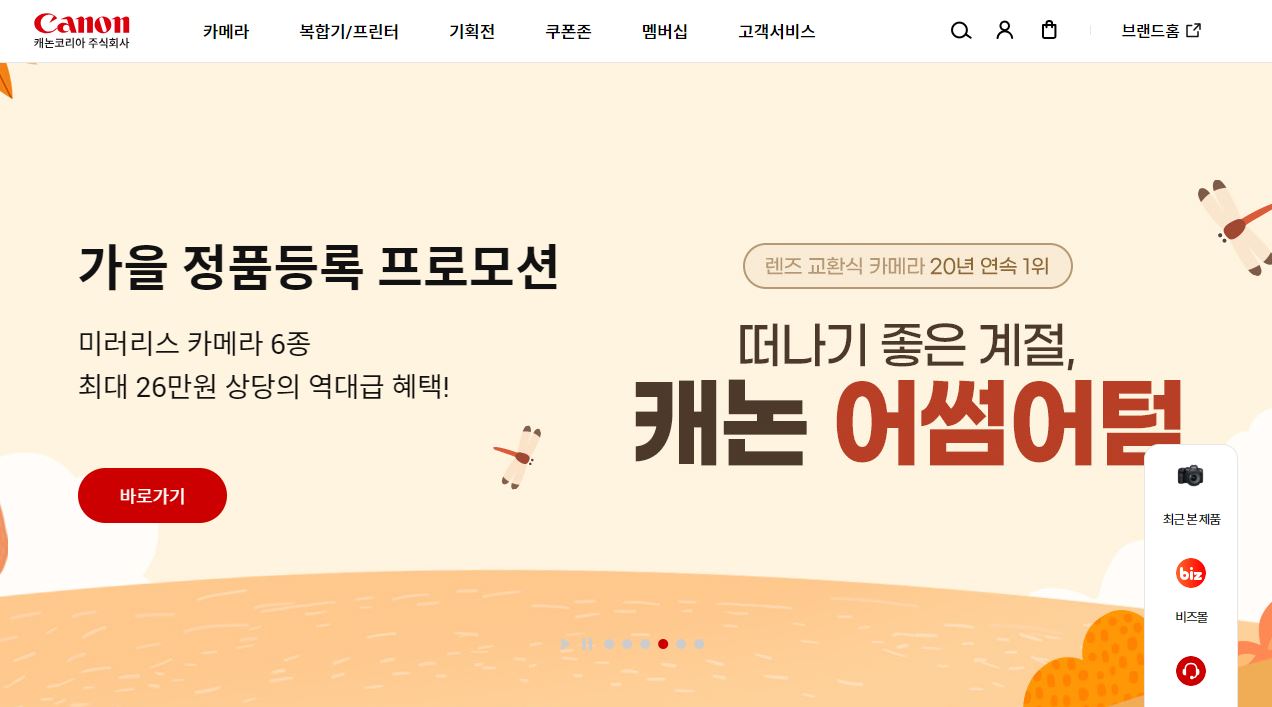 Canon
캐논코리아 주식회사
카메라 복합기/프린터 기획전 쿠폰존 멤버십 고객서비스 브랜드홈
가을 정품등록 프로모션
미러리스 카메라 6종
최대 26만원 상당의 역대급 혜택!
바로가기
렌즈 교환식 카메라 20년 연속 1위
떠나기 좋은 계절,
캐논 어썸어텀
최근 본 제품
biz
비즈몰